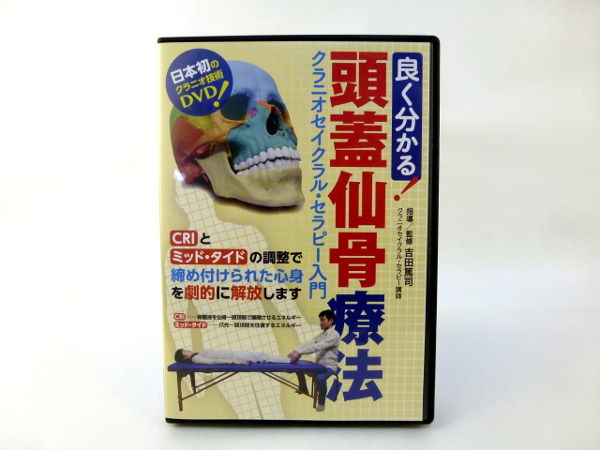 良く分かる!
頭蓋仙骨療法
クラニオセイクラル・セラピー入門
日本初の
クラニオ技術
DVD!
指導/監修 吉田篤司
クラニオセイクラル・セラピー講師
CRIと
ミッド・タイドの調整で
締め付けられた心身
を劇的に解放します